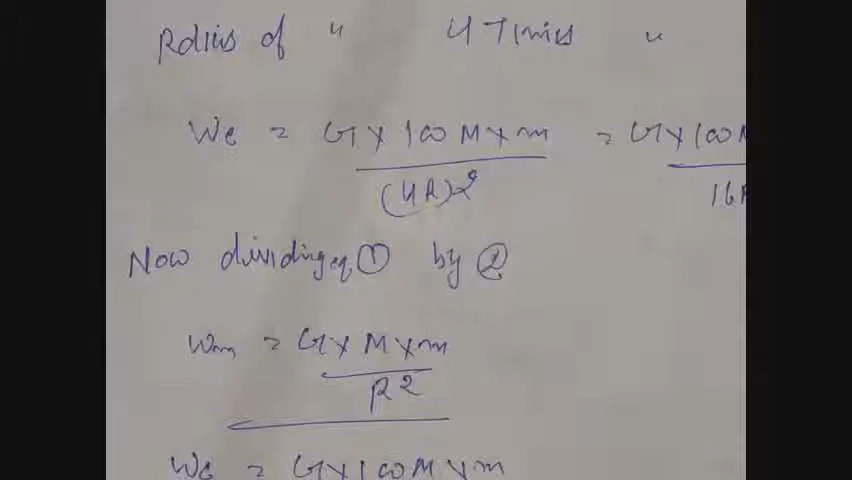 Rdius of " 4 Times "
We = G × 100 M × m = G × 100 M
(4R)2 16R
Now dividing eq ① by ②
Wm = G × M × m
R2
We = G × 100 M × m